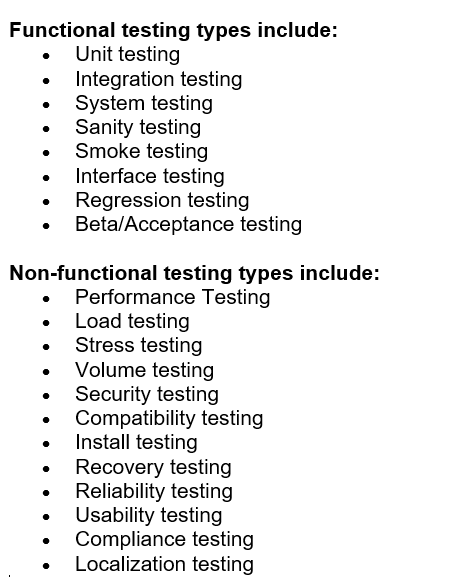 Functional testing types include:
• Unit testing
• Integration testing
• System testing
• Sanity testing
• Smoke testing
• Interface testing
• Regression testing
• Beta/Acceptance testing
Non-functional testing types include:
• Performance Testing
• Load testing
• Stress testing
• Volume testing
• Security testing
• Compatibility testing
• Install testing
• Recovery testing
• Reliability testing
• Usability testing
• Compliance testing
• Localization testing